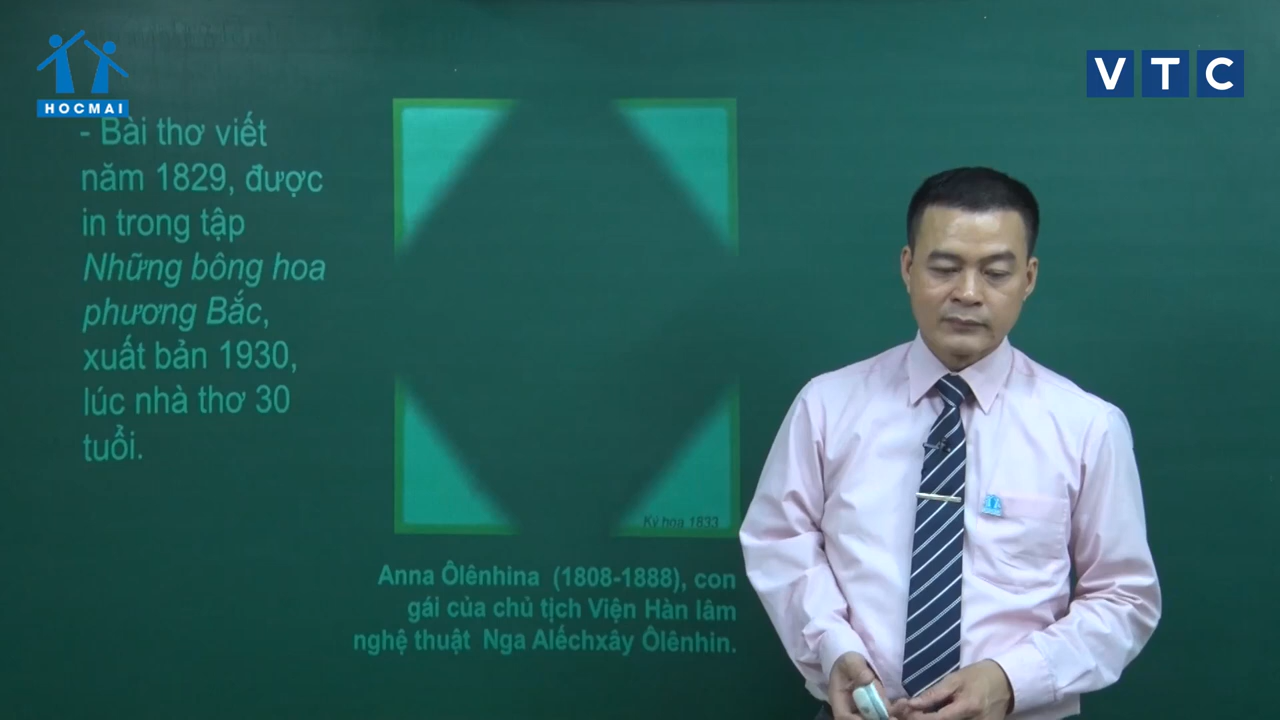 HOCMAI
VTC
- Bài thơ viết
năm 1829, được
in trong tập
Những bông hoa
phương Bắc,
xuất bản 1930,
lúc nhà thơ 30
tuổi.
Ký họa 1833
Anna Ôlênhina (1808-1888), con
gái của chủ tịch Viện Hàn lâm
nghệ thuật Nga Alếchxây Ôlênhin.